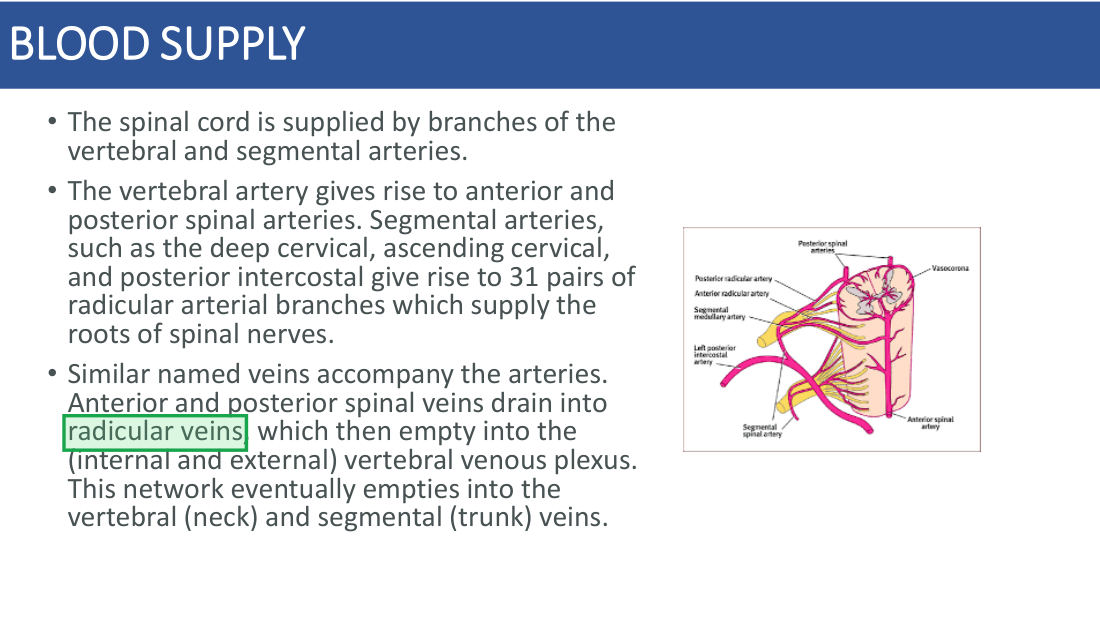 BLOOD SUPPLY
• The spinal cord is supplied by branches of the
vertebral and segmental arteries.
• The vertebral artery gives rise to anterior and
posterior spinal arteries. Segmental arteries,
such as the deep cervical, ascending cervical,
and posterior intercostal give rise to 31 pairs of
radicular arterial branches which supply the
roots of spinal nerves.
• Similar named veins accompany the arteries.
Anterior and posterior spinal veins drain into
radicular veins, which then empty into the
(internal and external) vertebral venous plexus.
This network eventually empties into the
vertebral (neck) and segmental (trunk) veins.
Posterior spinal
arteries
Vasocorona
Posterior radicular artery
Anterior radicular artery
Segmental
medullary artery
Left posterior
intercostal
artery
Segmental
spinal artery
Anterior spinal
artery